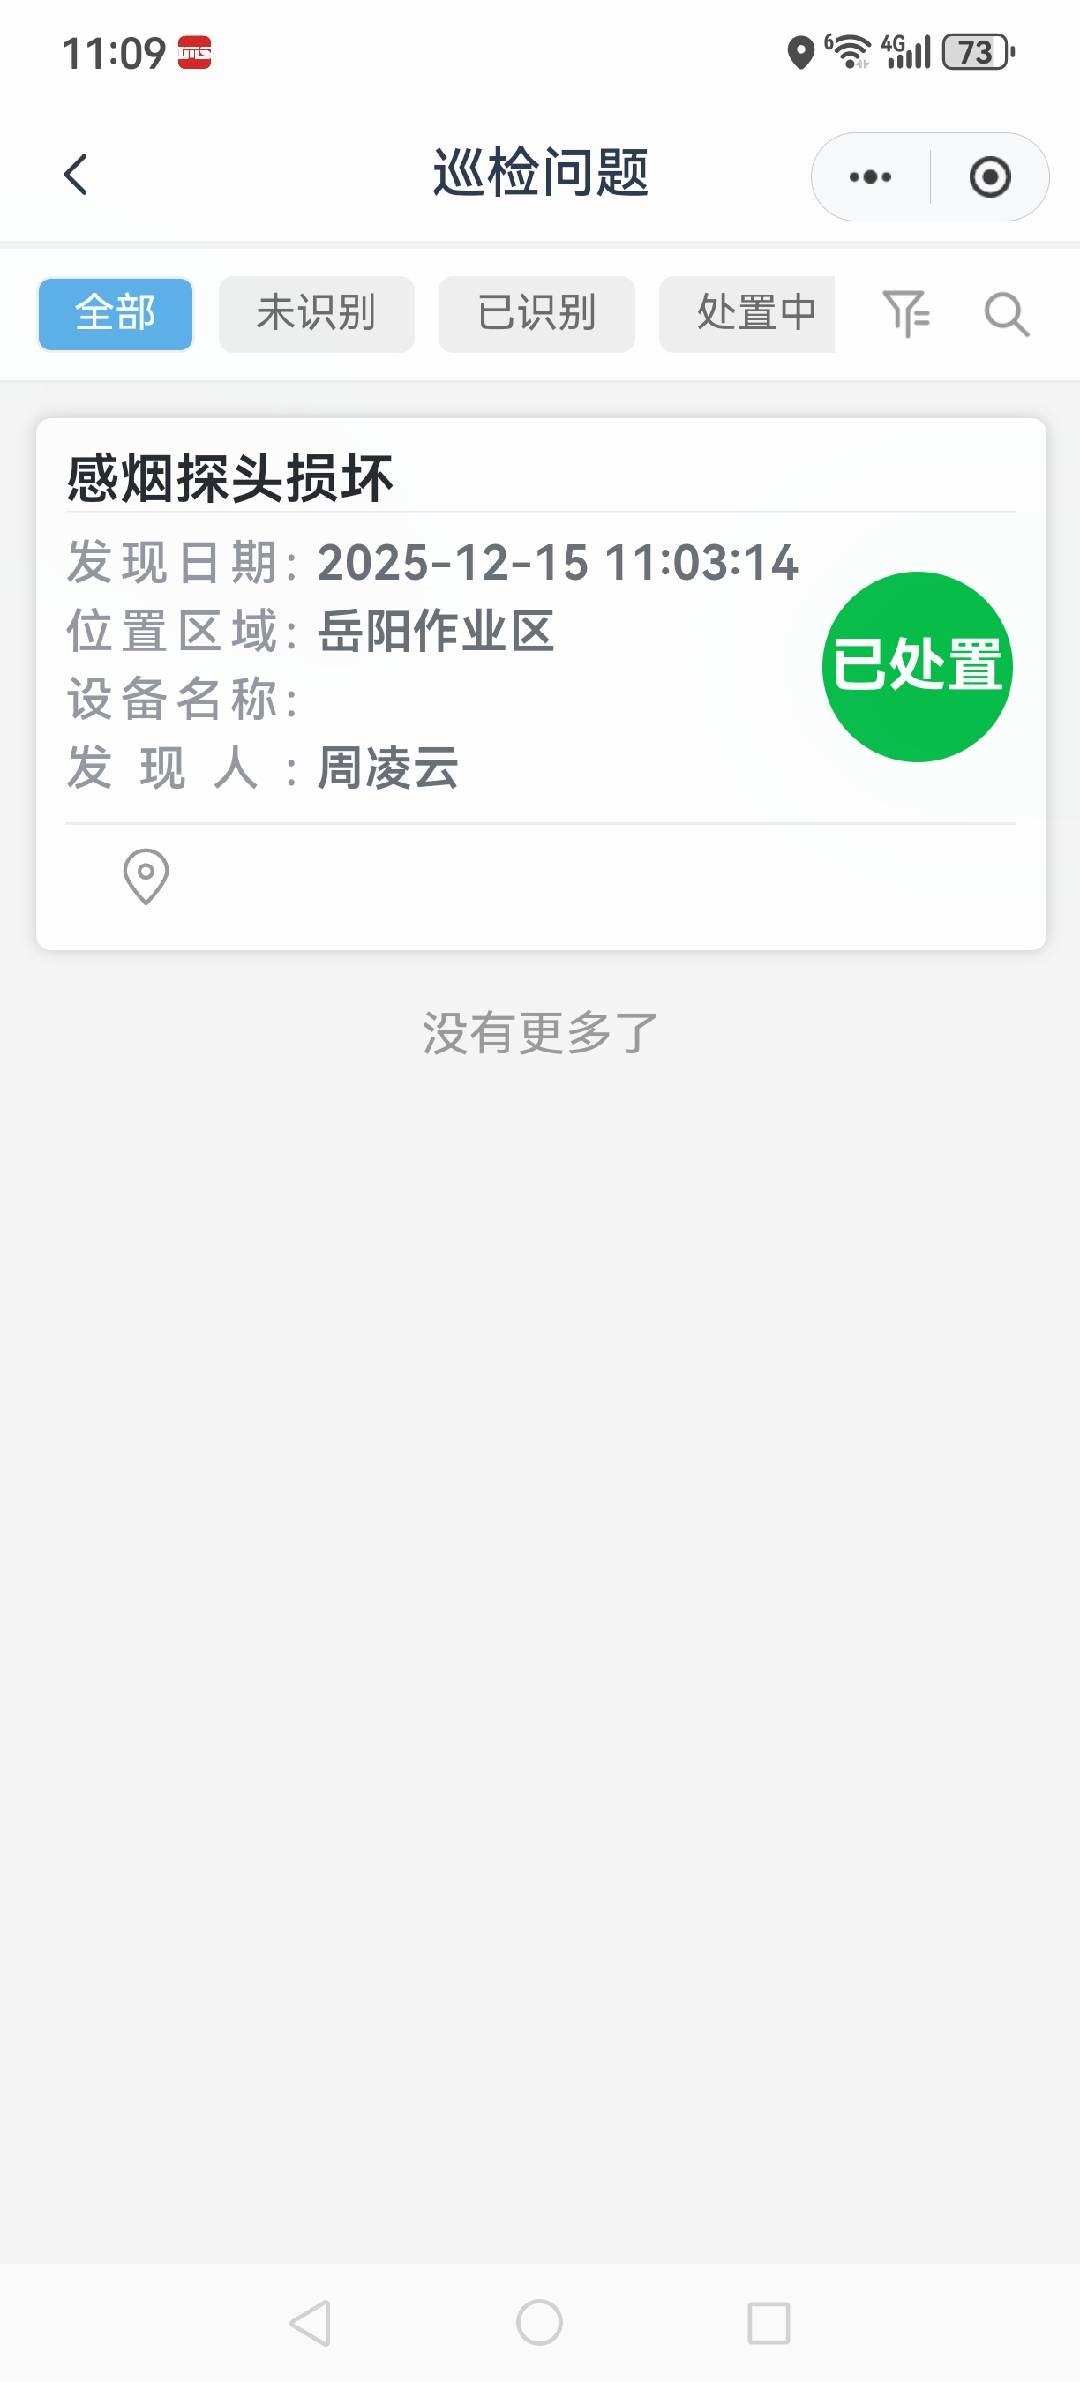 11:09
6 4G 73
巡检问题
全部 未识别 已识别 处置中
感烟探头损坏
发现日期: 2025-12-15 11:03:14
位置区域: 岳阳作业区
设备名称:
发现人: 周凌云
已处置
没有更多了